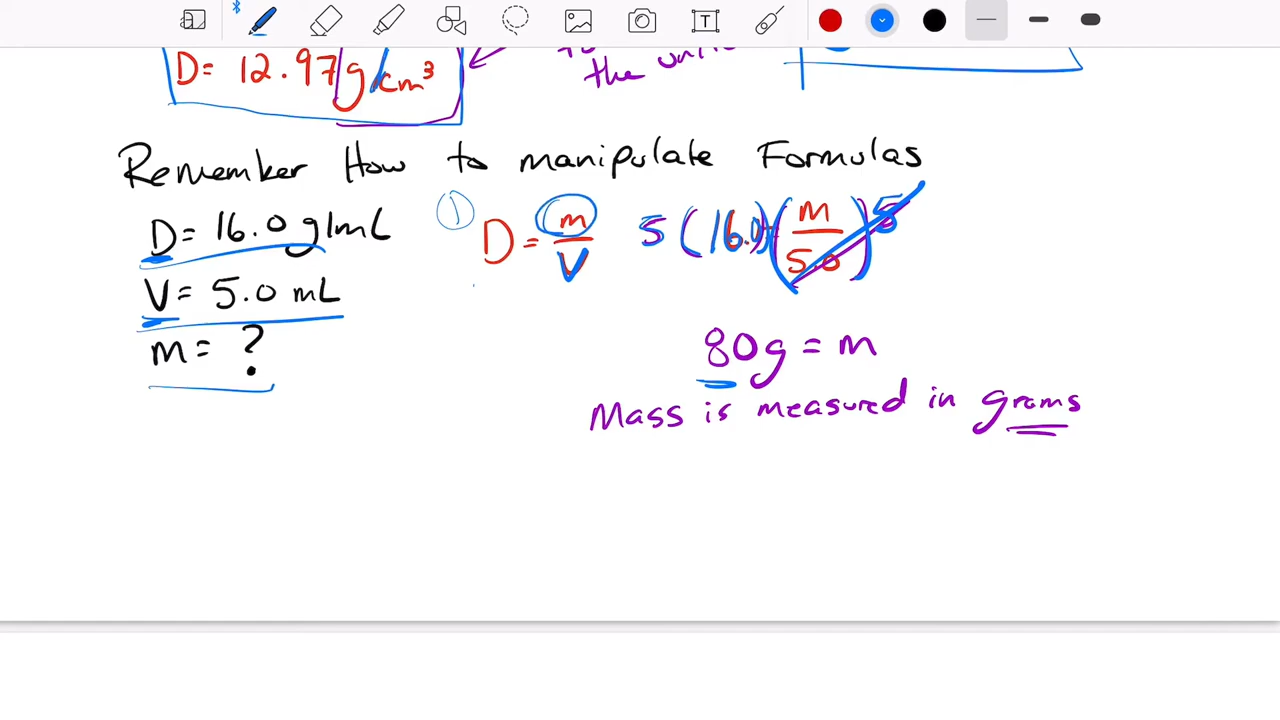 D= 12.97g/cm³
the
Remember How to manipulate Formulas
D= 16.0 g/mL
① D = m/V 5(16.0)=(m/5.0)5
V= 5.0 mL
m= ?
80g = m
Mass is measured in grams